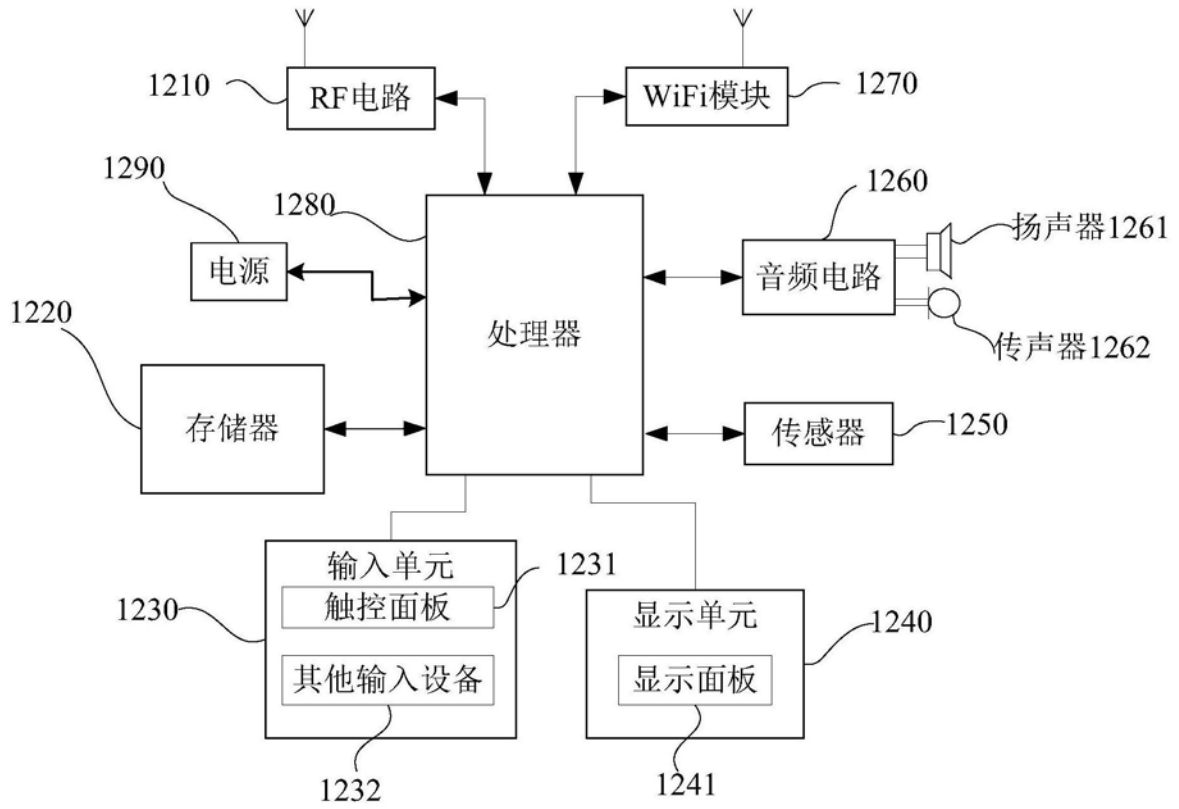 1210
RF电路
WiFi模块
1270
1290
1280
1260
扬声器1261
电源
音频电路
1220
处理器
传声器1262
存储器
传感器
1250
输入单元
1231
1230
触控面板
显示单元
1240
其他输入设备
显示面板
1232
1241